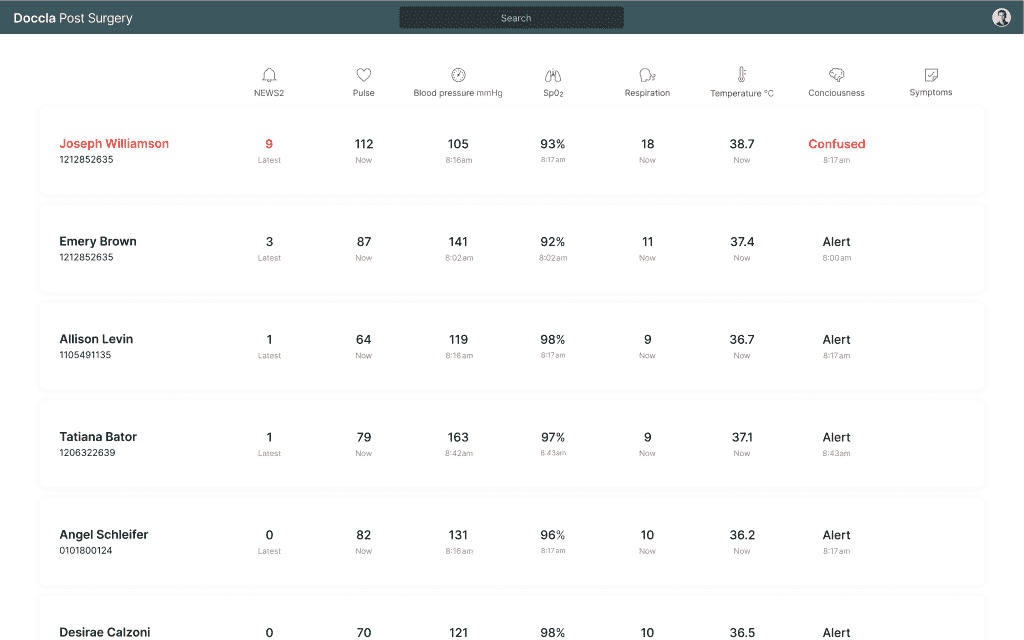 Doccla Post Surgery
Search
NEWS2 Pulse Blood pressure mmHg Sp0₂ Respiration Temperature °C Conciousness Symptoms
Joseph Williamson 9 112 105 93% 18 38.7 Confused
1212852635 Latest Now 8:16am 8:17am Now Now 8:17am
Emery Brown 3 87 141 92% 11 37.4 Alert
1212852635 Latest Now 8:02am 8:02am Now Now 8:00am
Allison Levin 1 64 119 98% 9 36.7 Alert
1105491135 Latest Now 8:16am 8:17am Now Now 8:17am
Tatiana Bator 1 79 163 97% 9 37.1 Alert
1206322639 Latest Now 8:42am 8:43am Now Now 8:43am
Angel Schleifer 0 82 131 96% 10 36.2 Alert
0101800124 Latest Now 8:16am 8:17am Now Now 8:17am
Desirae Calzoni 0 70 121 98% 10 36.5 Alert